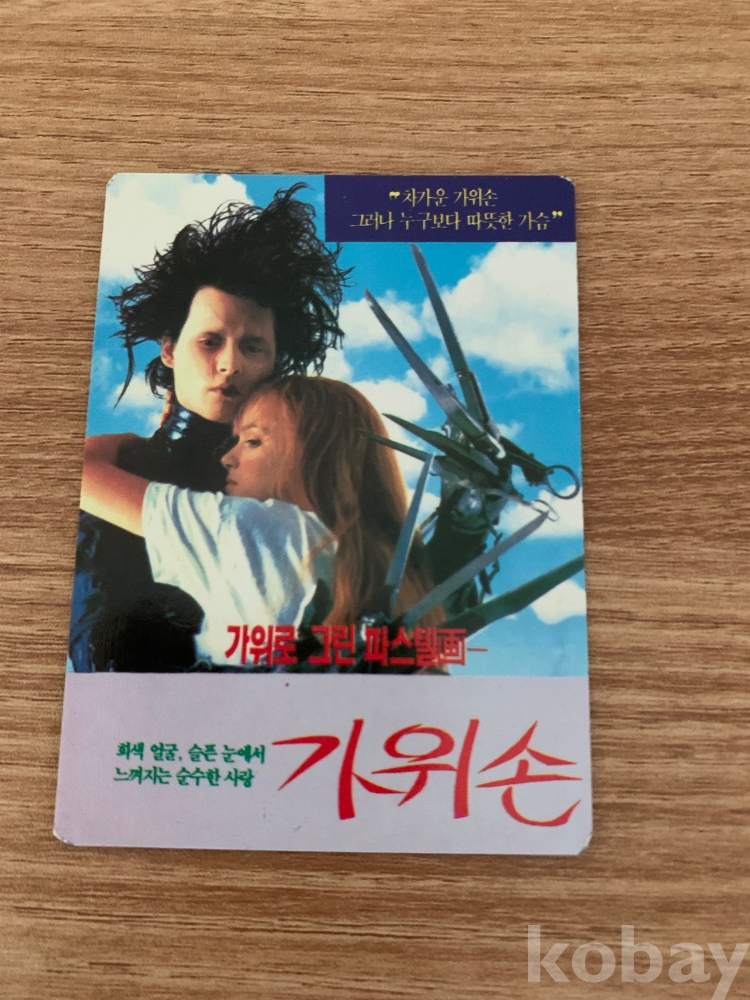 "차가운 가위손
그러나 누구보다 따뜻한 가슴"
가위로 그린 파스텔画—
회색 얼굴, 슬픈 눈에서
느껴지는 순수한 사랑
가위손
kobay